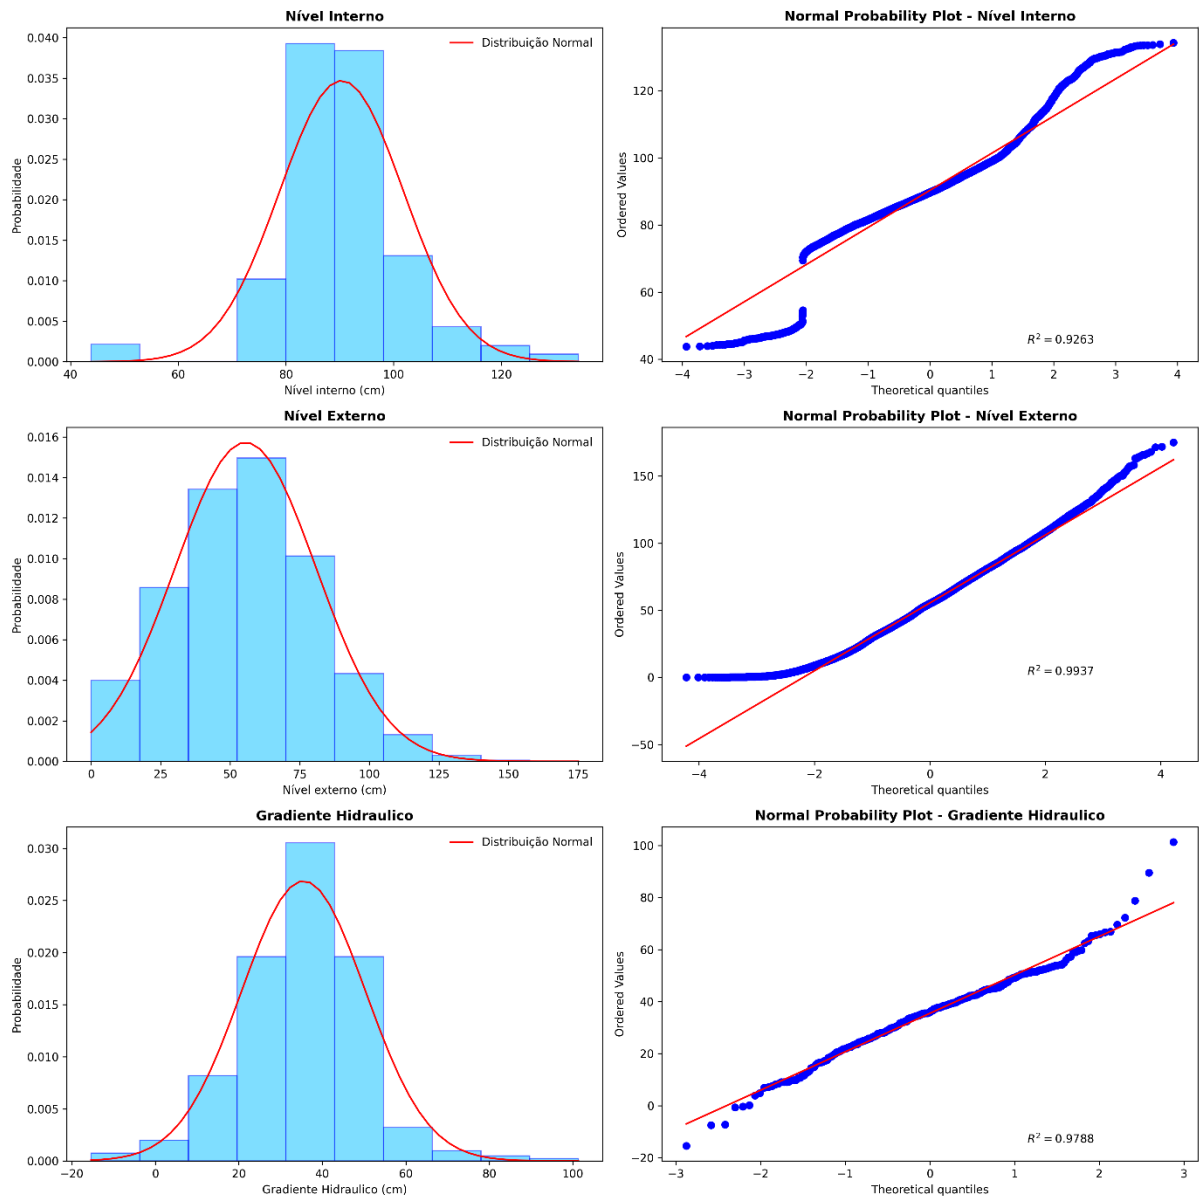 Nível Interno
0.040
0.035
0.030
0.025
0.020
0.015
0.010
0.005
0.000
Probabilidade
Distribuição Normal
40 60 80 100 120
Nível interno (cm)
Normal Probability Plot - Nível Interno
120
100
80
60
40
Ordered Values
R² = 0.9263
−4 −3 −2 −1 0 1 2 3 4
Theoretical quantiles
Nível Externo
0.016
0.014
0.012
0.010
0.008
0.006
0.004
0.002
0.000
Probabilidade
Distribuição Normal
0 25 50 75 100 125 150 175
Nível externo (cm)
Normal Probability Plot - Nível Externo
150
100
50
0
−50
Ordered Values
R² = 0.9937
−4 −2 0 2 4
Theoretical quantiles
Gradiente Hidraulico
0.030
0.025
0.020
0.015
0.010
0.005
0.000
Probabilidade
Distribuição Normal
−20 0 20 40 60 80 100
Gradiente Hidraulico (cm)
Normal Probability Plot - Gradiente Hidraulico
100
80
60
40
20
0
−20
Ordered Values
R² = 0.9788
−3 −2 −1 0 1 2 3
Theoretical quantiles